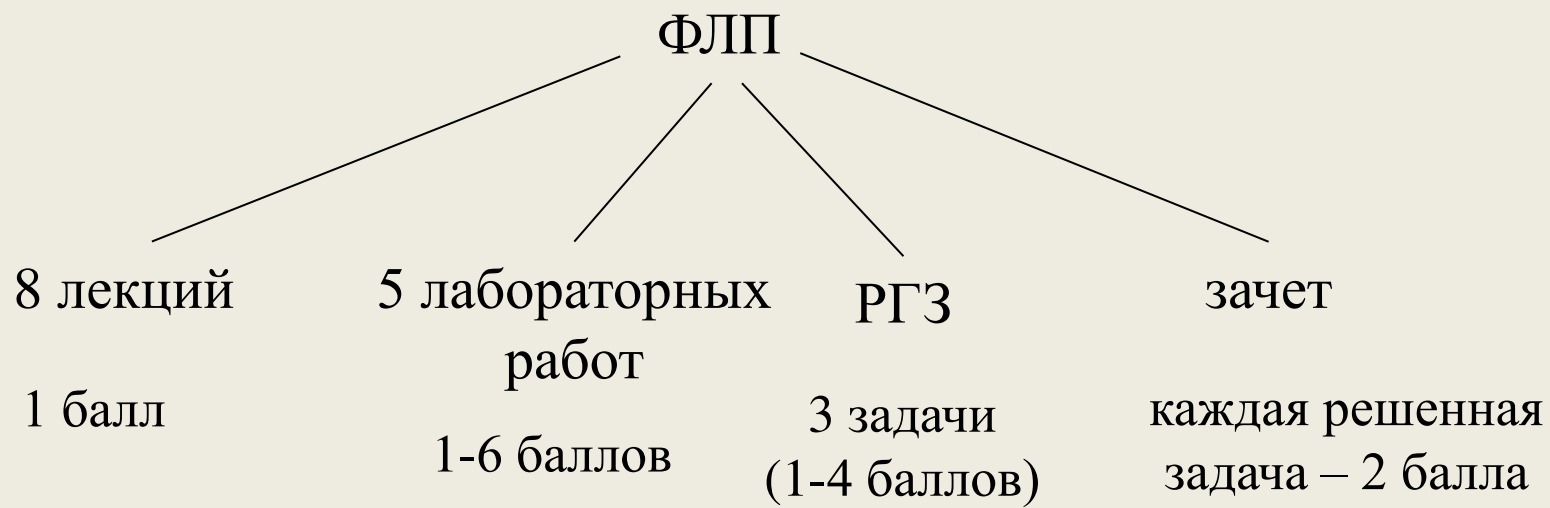 ФЛП
8 лекций
1 балл
5 лабораторных
работ
1-6 баллов
РГЗ
3 задачи
(1-4 баллов)
зачет
каждая решенная
задача – 2 балла